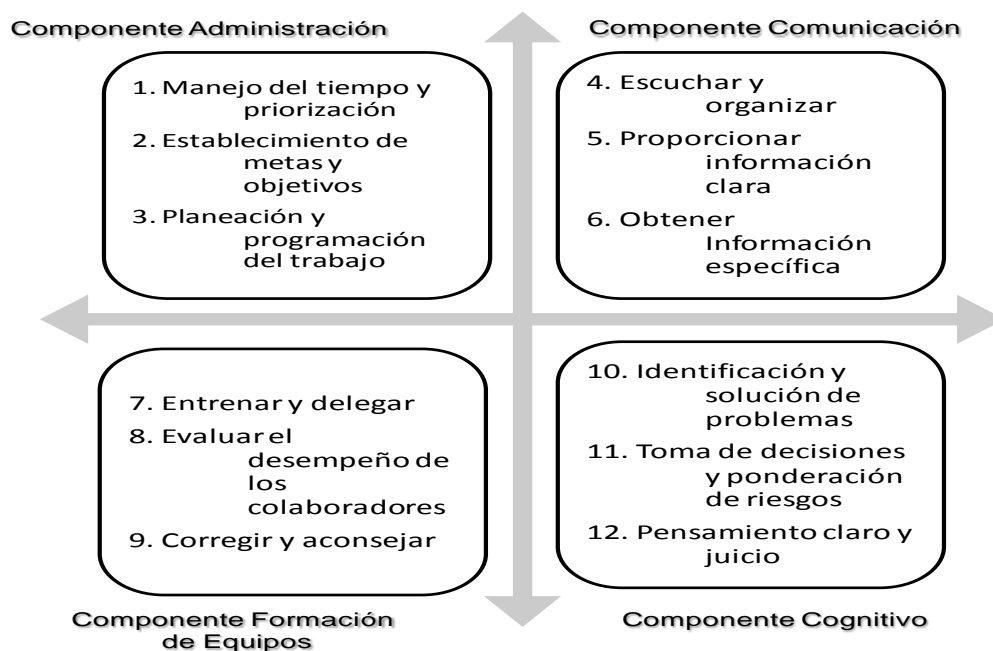 Componente Administración
1. Manejo del tiempo y
priorización
2. Establecimiento de
metas y
objetivos
3. Planeación y
programación
del trabajo
Componente Comunicación
4. Escuchar y
organizar
5. Proporcionar
información
clara
6. Obtener
Información
específica
7. Entrenar y delegar
8. Evaluar el
desempeño de
los
colaboradores
9. Corregir y aconsejar
Componente Formación
de Equipos
10. Identificación y
solución de
problemas
11. Toma de decisiones
y ponderación
de riesgos
12. Pensamiento claro y
juicio
Componente Cognitivo